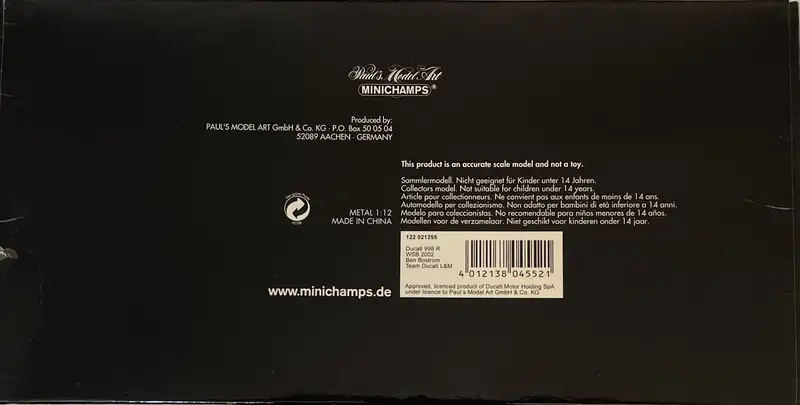 Paul's Model Art
MINICHAMPS®
Produced by:
PAUL'S MODEL ART GmbH & Co. KG · P.O. Box 50 05 04
52089 AACHEN · GERMANY
This product is an accurate scale model and not a toy.
Sammlermodell. Nicht geeignet für Kinder unter 14 Jahren.
Collectors model. Not suitable for children under 14 years.
Article pour collectionneurs. Ne convient pas aux enfants de moins de 14 ans.
Automodello per collezionismo. Non adatto per bambini di età inferiore a 14 anni.
Modelo para coleccionistas. No recomendable para niños menores de 14 años.
Modellen voor de verzamelaar. Niet geschikt voor kinderen onder 14 jaar.
METAL 1:12
MADE IN CHINA
122 021255
Ducati 998 R
WSB 2002
Ben Bostrom
Team Ducati L&M
4 012138 045521
Approved, licenced product of Ducati Motor Holding SpA
under licence to Paul's Model Art GmbH & Co. KG
www.minichamps.de